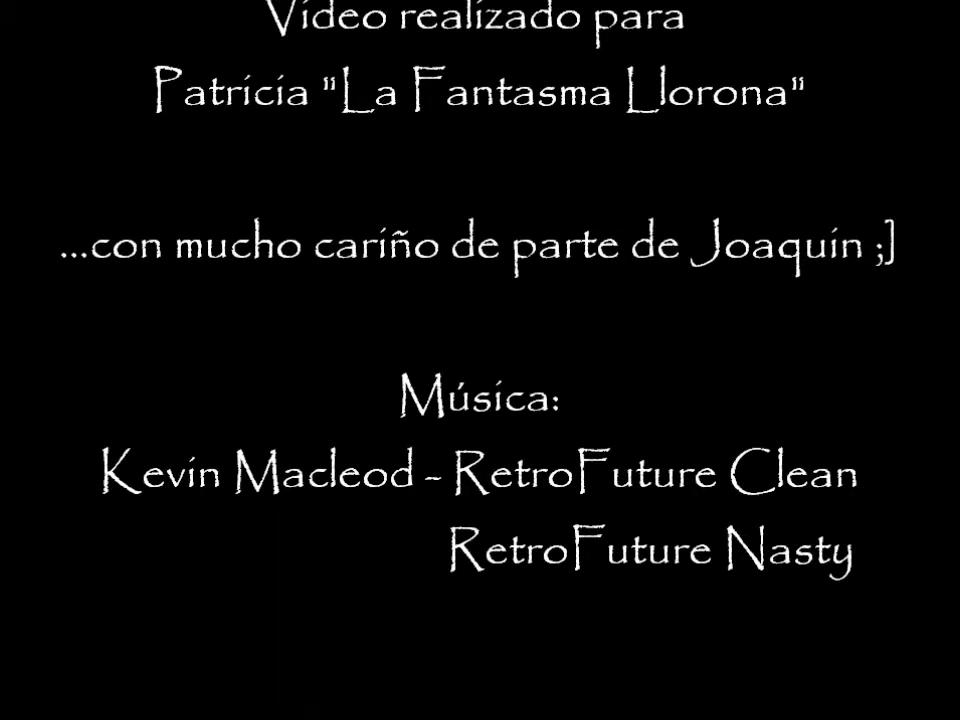 Video realizado para
Patricia "La Fantasma Llorona"
...con mucho cariño de parte de Joaquin ;]
Música:
Kevin Macleod - RetroFuture Clean
RetroFuture Nasty